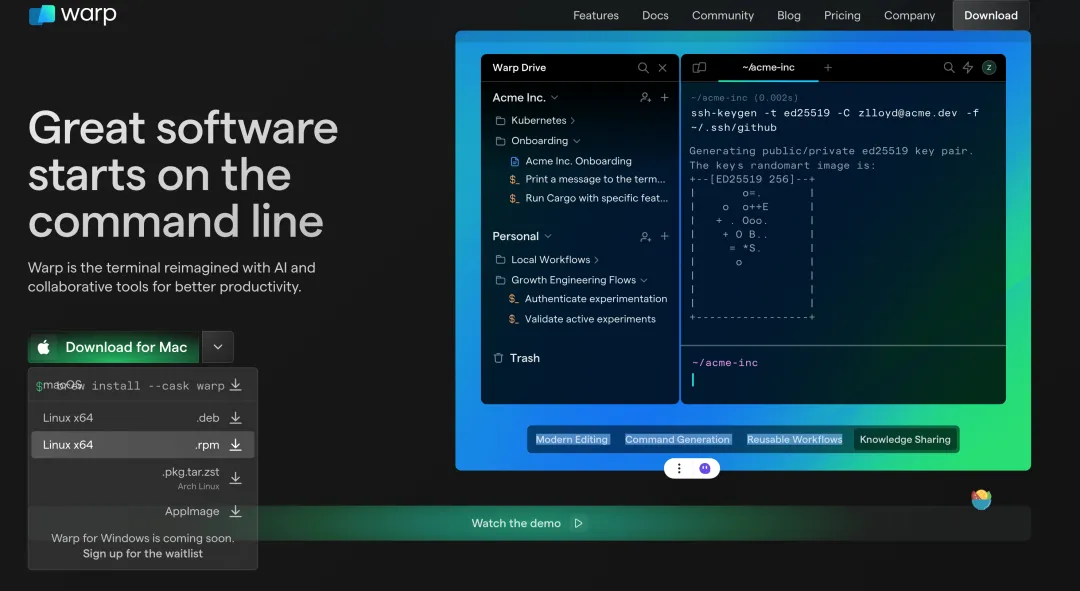 warp
Features Docs Community Blog Pricing Company Download
Great software
starts on the
command line
Warp is the terminal reimagined with AI and
collaborative tools for better productivity.
Download for Mac
macOS
$ brew install --cask warp
Linux x64 .deb
Linux x64 .rpm
.pkg.tar.zst
Arch Linux
AppImage
Warp for Windows is coming soon.
Sign up for the waitlist
Warp Drive
Acme Inc.
Kubernetes
Onboarding
Acme Inc. Onboarding
$_ Print a message to the term...
$_ Run Cargo with specific feat...
Personal
Local Workflows
Growth Engineering Flows
$_ Authenticate experimentation
$_ Validate active experiments
Trash
~/acme-inc
Z
~/acme-inc (0.002s)
ssh-keygen -t ed25519 -C zlloyd@acme.dev -f
~/.ssh/github
Generating public/private ed25519 key pair.
The keys randomart image is:
+--[ED25519 256]--+
|       o=.       |
|    o  o++E      |
|   + . Ooo.      |
|    + O B..      |
|     = *S.       |
|      o          |
|                 |
|                 |
|                 |
+-----------------+
~/acme-inc
Modern Editing Command Generation Reusable Workflows Knowledge Sharing
Watch the demo